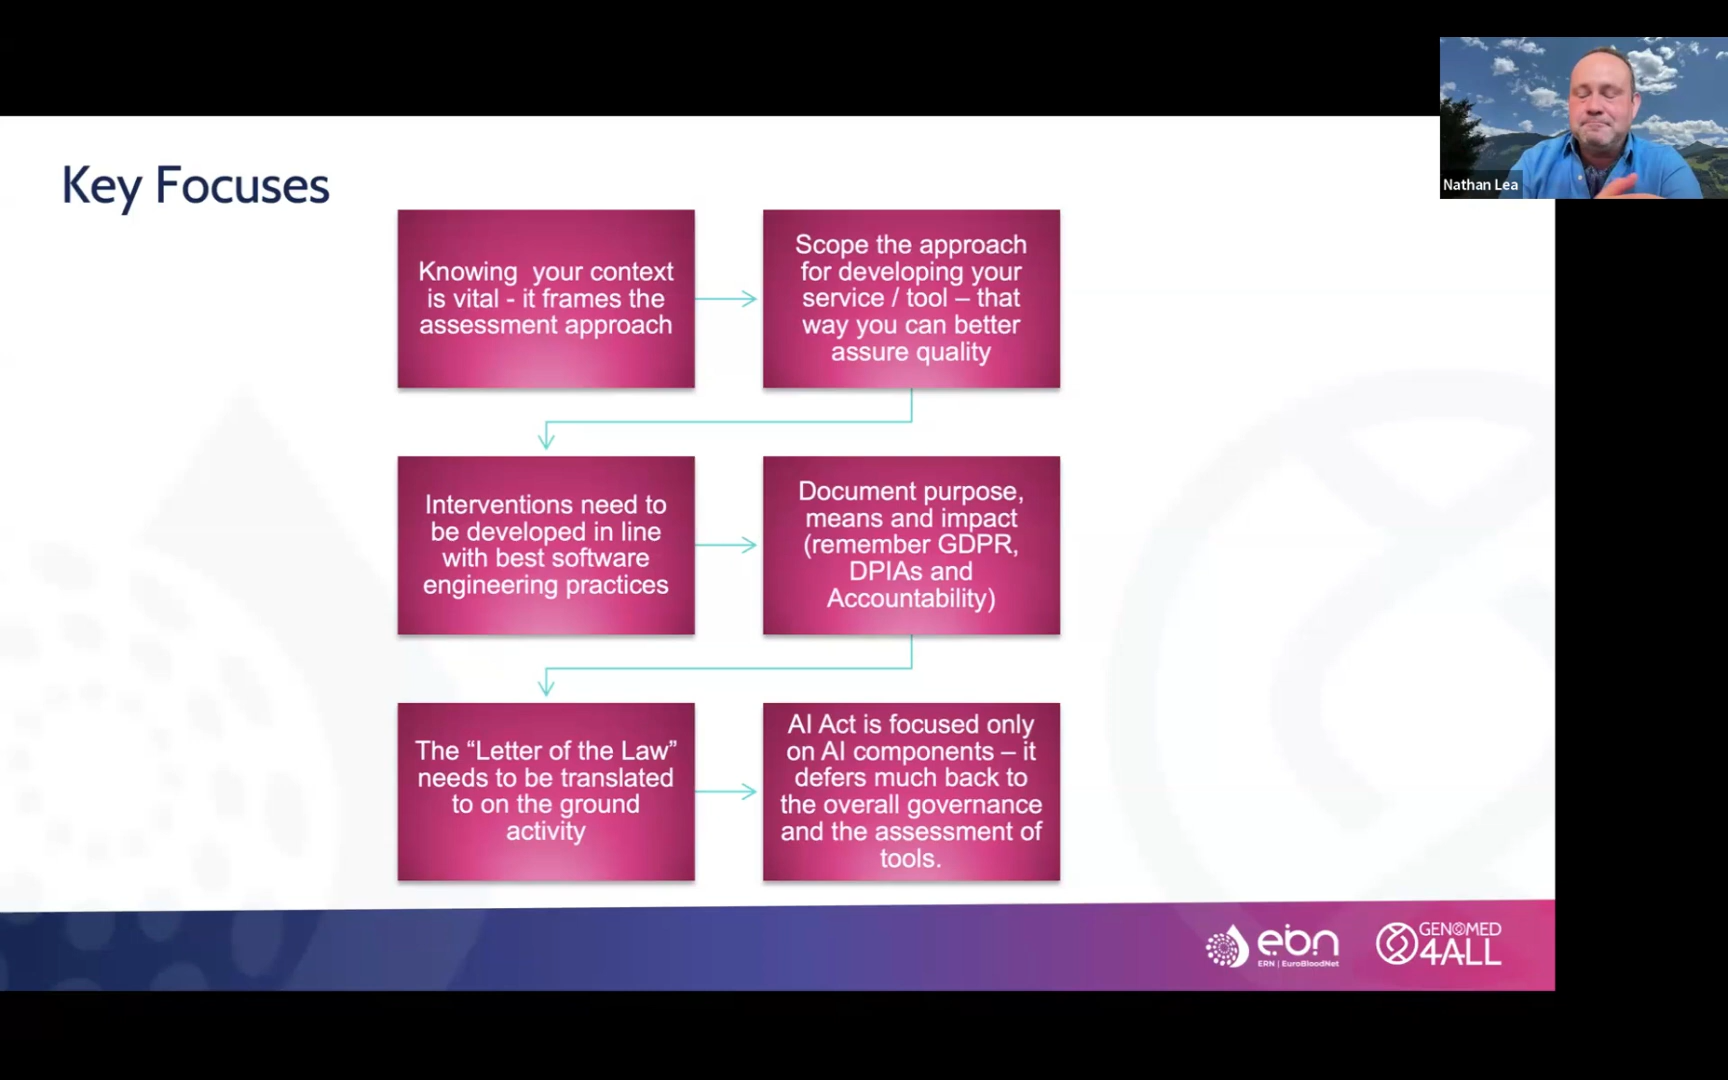 Key Focuses
Nathan Lea
Knowing  your context
is vital - it frames the
assessment approach
Scope the approach
for developing your
service / tool – that
way you can better
assure quality
Interventions need to
be developed in line
with best software
engineering practices
Document purpose,
means and impact
(remember GDPR,
DPIAs and
Accountability)
The “Letter of the Law”
needs to be translated
to on the ground
activity
AI Act is focused only
on AI components – it
defers much back to
the overall governance
and the assessment of
tools.
ebn
ERN | EuroBloodNet
GENOMED
4ALL